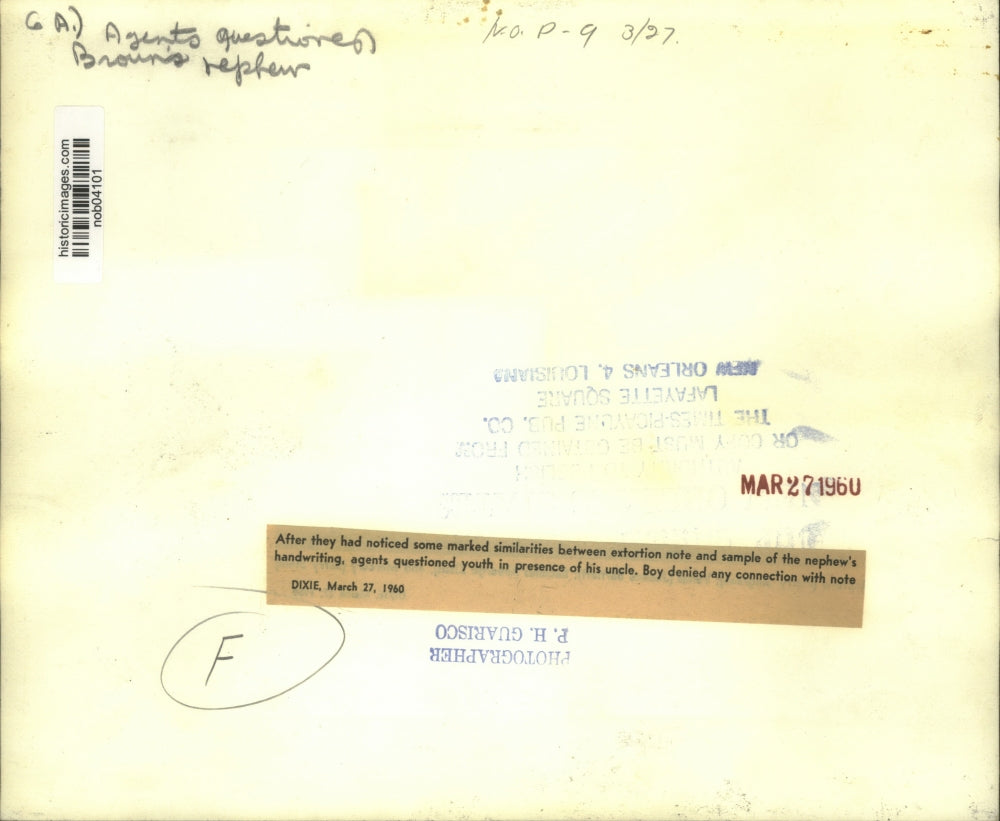 6 A.) Agents questioned
Brown's nephew
N.O. P-9 3/27.
historicimages.com
nob04101
NEW ORLEANS 4, LOUISIANA
LAFAYETTE SQUARE
THE TIMES-PICAYUNE PUB. CO.
OR COPY MUST BE OBTAINED FROM
MAR 27 1960
After they had noticed some marked similarities between extortion note and sample of the nephew's
handwriting, agents questioned youth in presence of his uncle. Boy denied any connection with note
DIXIE, March 27, 1960
P. H. GUARISCO
PHOTOGRAPHER
F